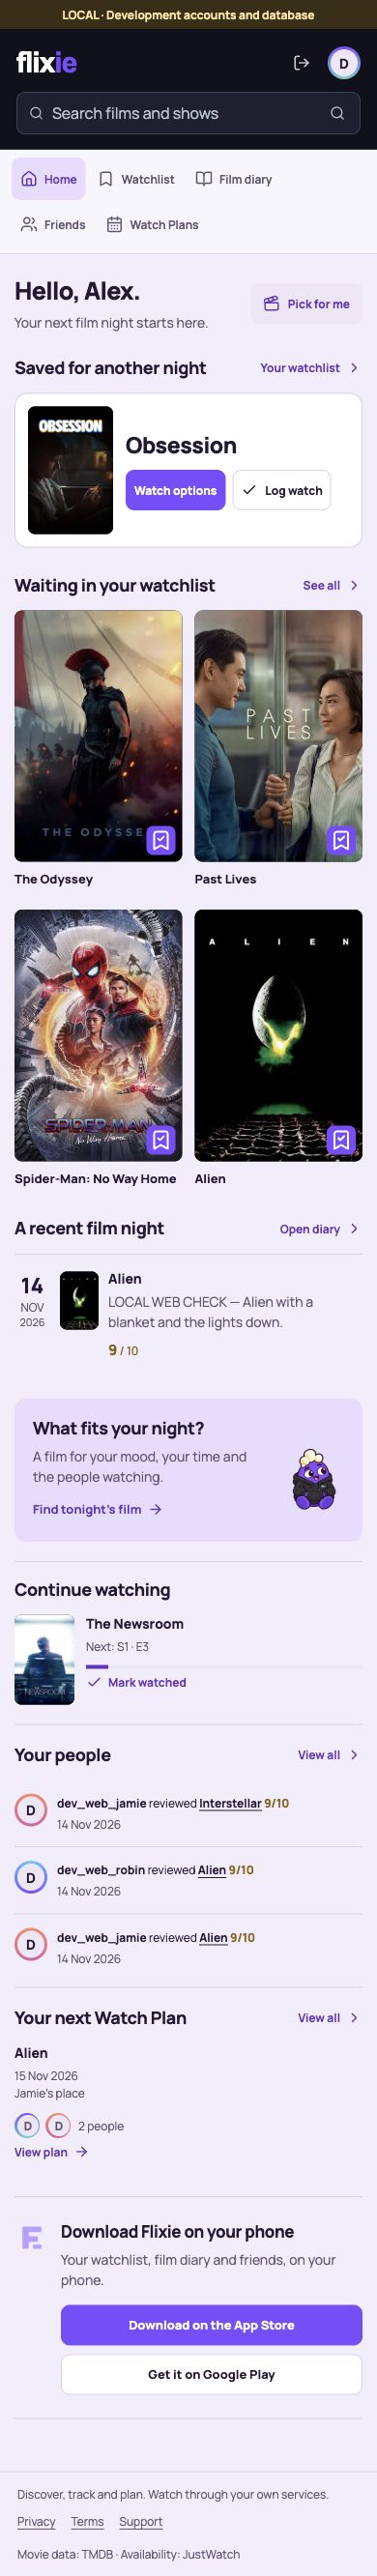 LOCAL · Development accounts and database
flixie
D
Search films and shows
Home
Watchlist
Film diary
Friends
Watch Plans
Hello, Alex.
Pick for me
Your next film night starts here.
Saved for another night
Your watchlist
OBSESSION
Obsession
Watch options
Log watch
Waiting in your watchlist
See all
THE ODYSSE
PAST
LIVES
The Odyssey
Past Lives
SPIDER-MAN
No Way Home
ALIEN
Spider-Man: No Way Home
Alien
A recent film night
Open diary
14
NOV
2026
Alien
LOCAL WEB CHECK — Alien with a
blanket and the lights down.
9 / 10
What fits your night?
A film for your mood, your time and
the people watching.
Find tonight's film
Continue watching
NEWSROOM
The Newsroom
Next: S1 · E3
Mark watched
Your people
View all
D
dev_web_jamie reviewed Interstellar 9/10
14 Nov 2026
D
dev_web_robin reviewed Alien 9/10
14 Nov 2026
D
dev_web_jamie reviewed Alien 9/10
14 Nov 2026
Your next Watch Plan
View all
Alien
15 Nov 2026
Jamie's place
D D 2 people
View plan
Download Flixie on your phone
Your watchlist, film diary and friends, on your
phone.
Download on the App Store
Get it on Google Play
Discover, track and plan. Watch through your own services.
Privacy Terms Support
Movie data: TMDB · Availability: JustWatch